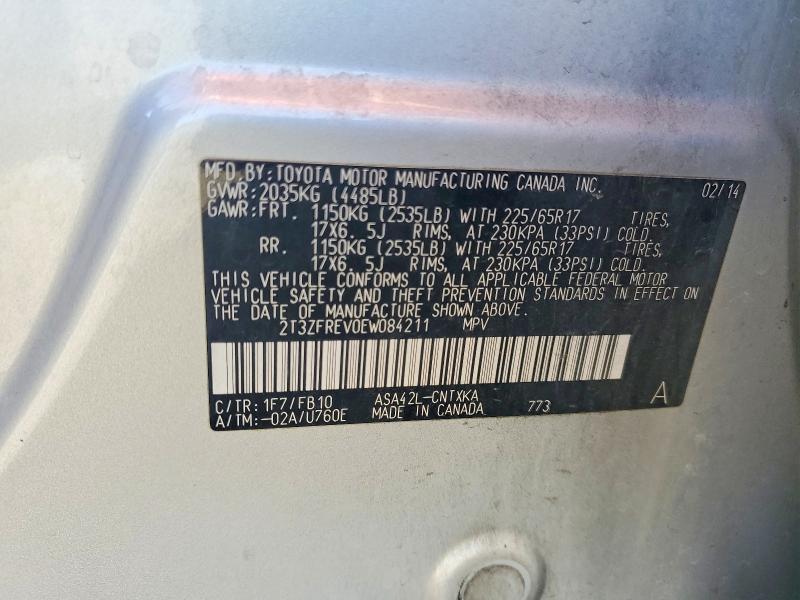 MFD.BY:TOYOTA MOTOR MANUFACTURING CANADA INC. 02/14
GVWR:2035KG (4485LB)
GAWR:FRT. 1150KG (2535LB) WITH 225/65R17 TIRES,
17X6.5J RIMS, AT 230KPA (33PSI) COLD.
RR. 1150KG (2535LB) WITH 225/65R17 TIRES,
17X6.5J RIMS, AT 230KPA (33PSI) COLD.
THIS VEHICLE CONFORMS TO ALL APPLICABLE FEDERAL MOTOR
VEHICLE SAFETY AND THEFT PREVENTION STANDARDS IN EFFECT ON
THE DATE OF MANUFACTURE SHOWN ABOVE.
2T3ZFREV0EW084211 MPV
C/TR:1F7/FB10 ASA42L-CNTXKA A
A/TM:-02A/U760E MADE IN CANADA 773